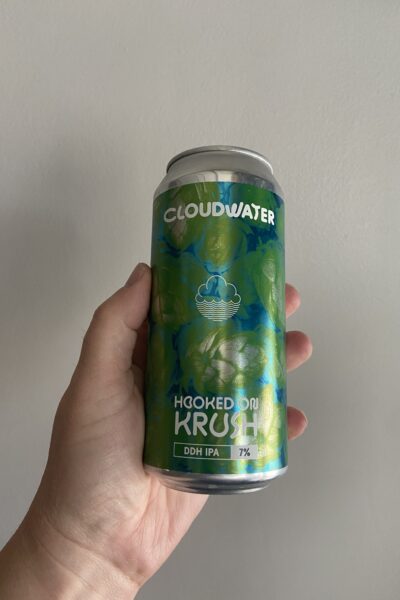 CLOUDWATER
HOOKED ON
KRUSH
DDH IPA 7%